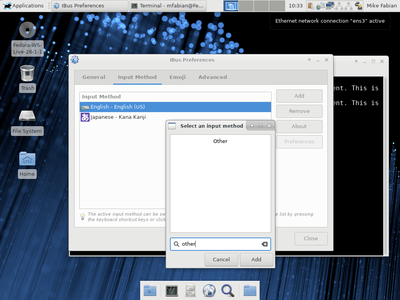 Applications
IBus Preferences
Terminal - mfabian@Fe...
10:33
Mike Fabian
Ethernet network connection "ens3" active
Fedora-WS-
Live-26-1-1
Trash
File System
Home
IBus Preferences
General
Input Method
Emoji
Advanced
Input Method
English - English (US)
Japanese - Kana Kanji
Add
Remove
About
Preferences
ent. This is
ent. This is
Select an input method
Other
other
Cancel
Add
The active input method can be sw
list by pressing
the keyboard shortcut keys or click
Close